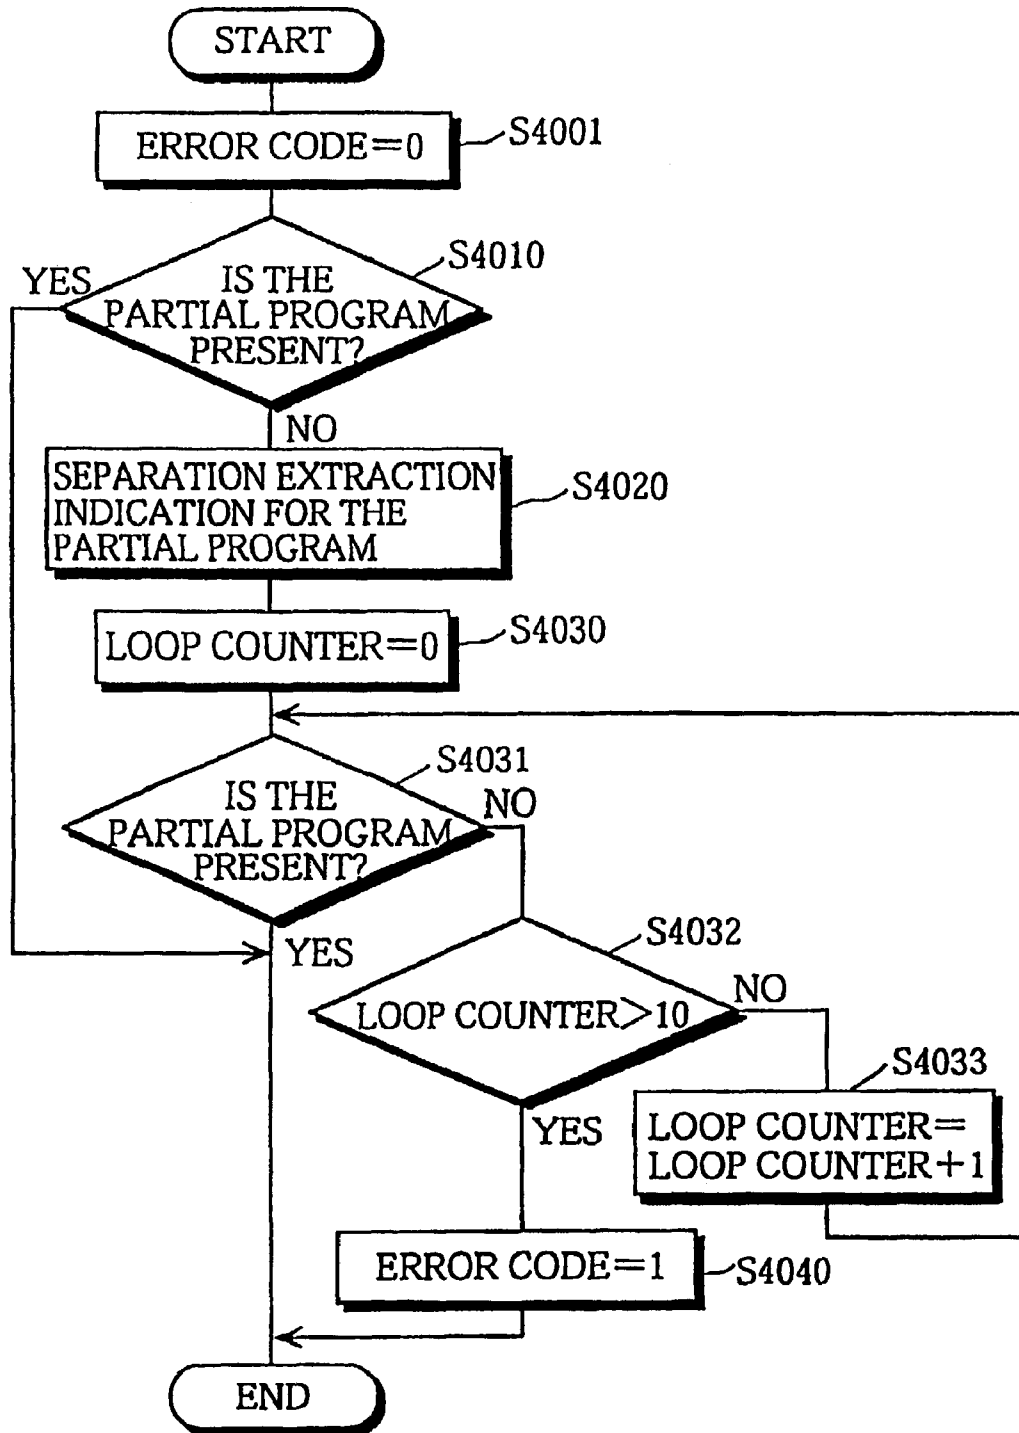 START
ERROR CODE=0
S4001
S4010
YES
IS THE
PARTIAL PROGRAM
PRESENT?
NO
SEPARATION EXTRACTION
INDICATION FOR THE
PARTIAL PROGRAM
S4020
LOOP COUNTER=0
S4030
S4031
IS THE
PARTIAL PROGRAM
PRESENT?
NO
YES
S4032
LOOP COUNTER>10
NO
YES
S4033
LOOP COUNTER=
LOOP COUNTER+1
ERROR CODE=1
S4040
END